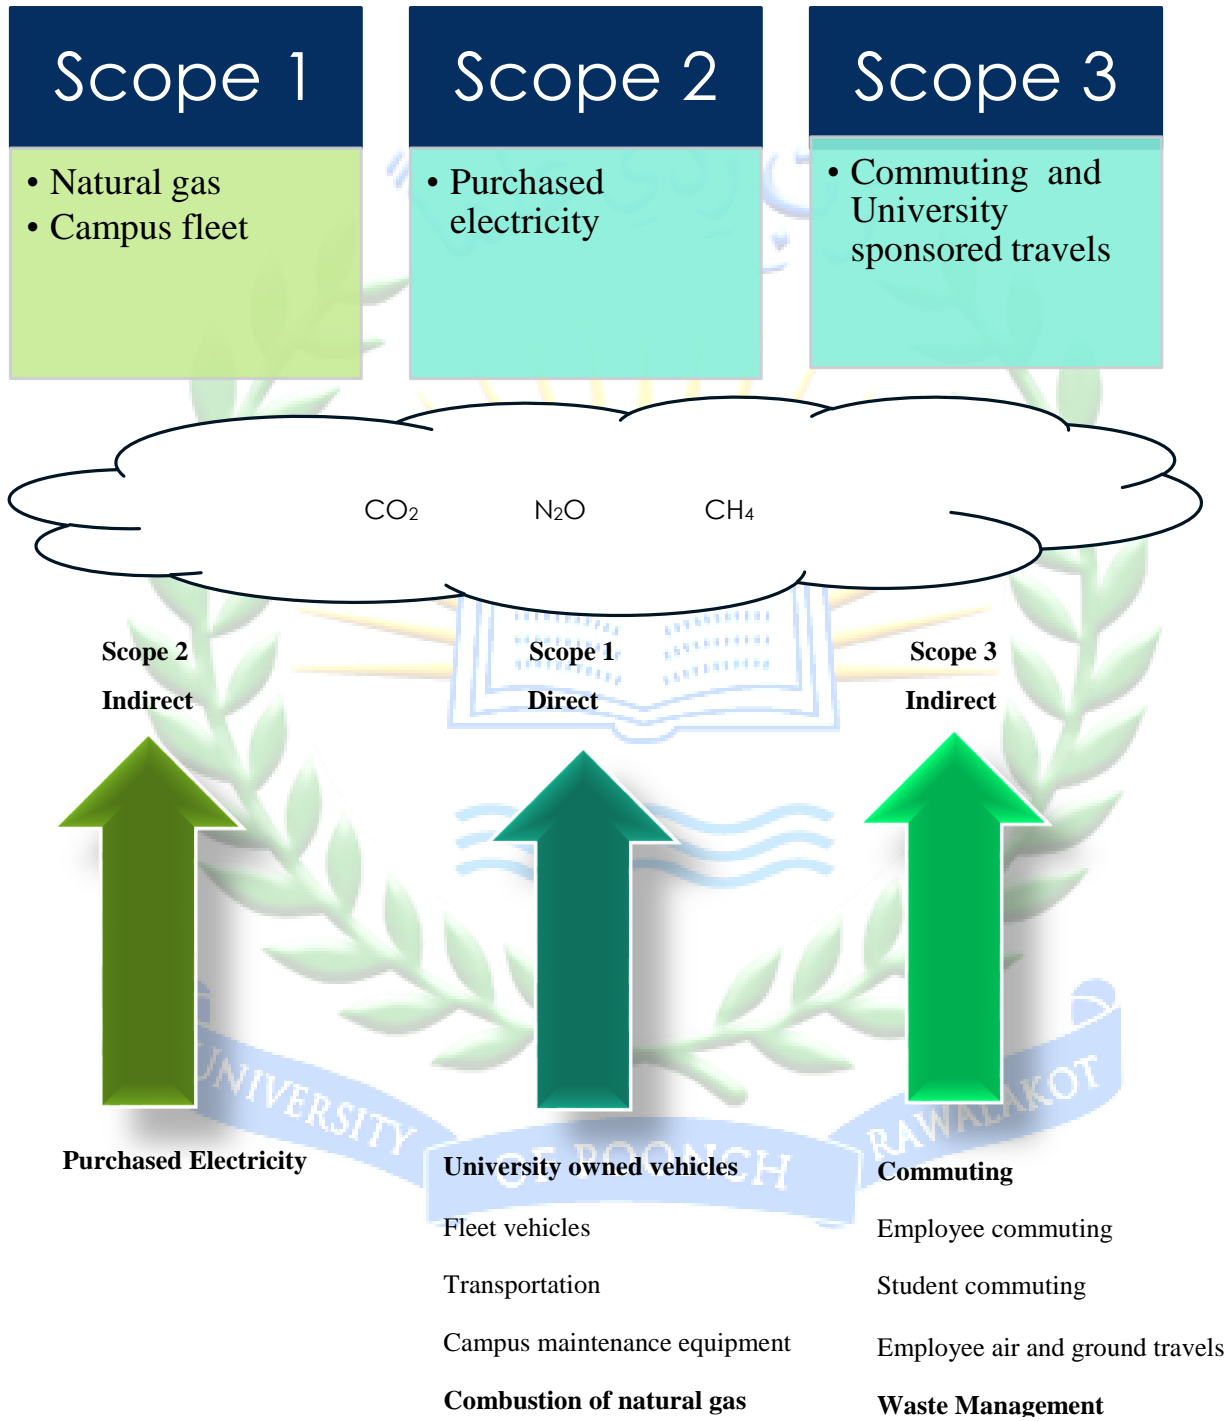 Scope 1
• Natural gas
• Campus fleet
Scope 2
• Purchased
electricity
Scope 3
• Commuting and
University
sponsored travels
CO2 N2O CH4
Scope 2
Indirect
Scope 1
Direct
Scope 3
Indirect
Purchased Electricity
University owned vehicles
Fleet vehicles
Transportation
Campus maintenance equipment
Combustion of natural gas
Commuting
Employee commuting
Student commuting
Employee air and ground travels
Waste Management
UNIVERSITY OF POONCH RAWALAKOT